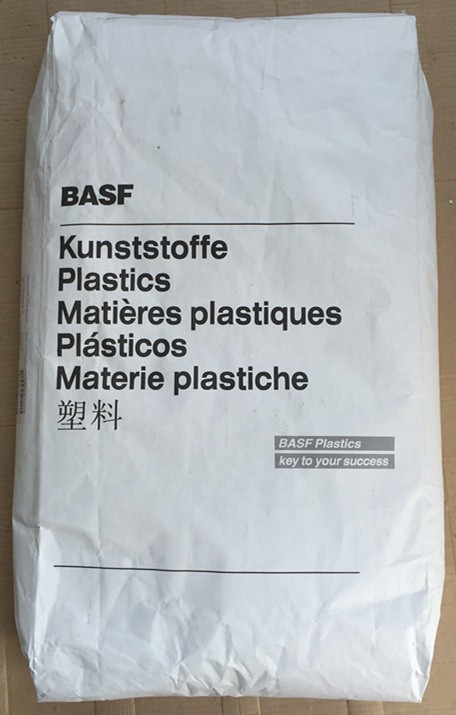 BASF
Kunststoffe
Plastics
Matières plastiques
Plásticos
Materie plastiche
塑料
BASF Plastics
key to your success